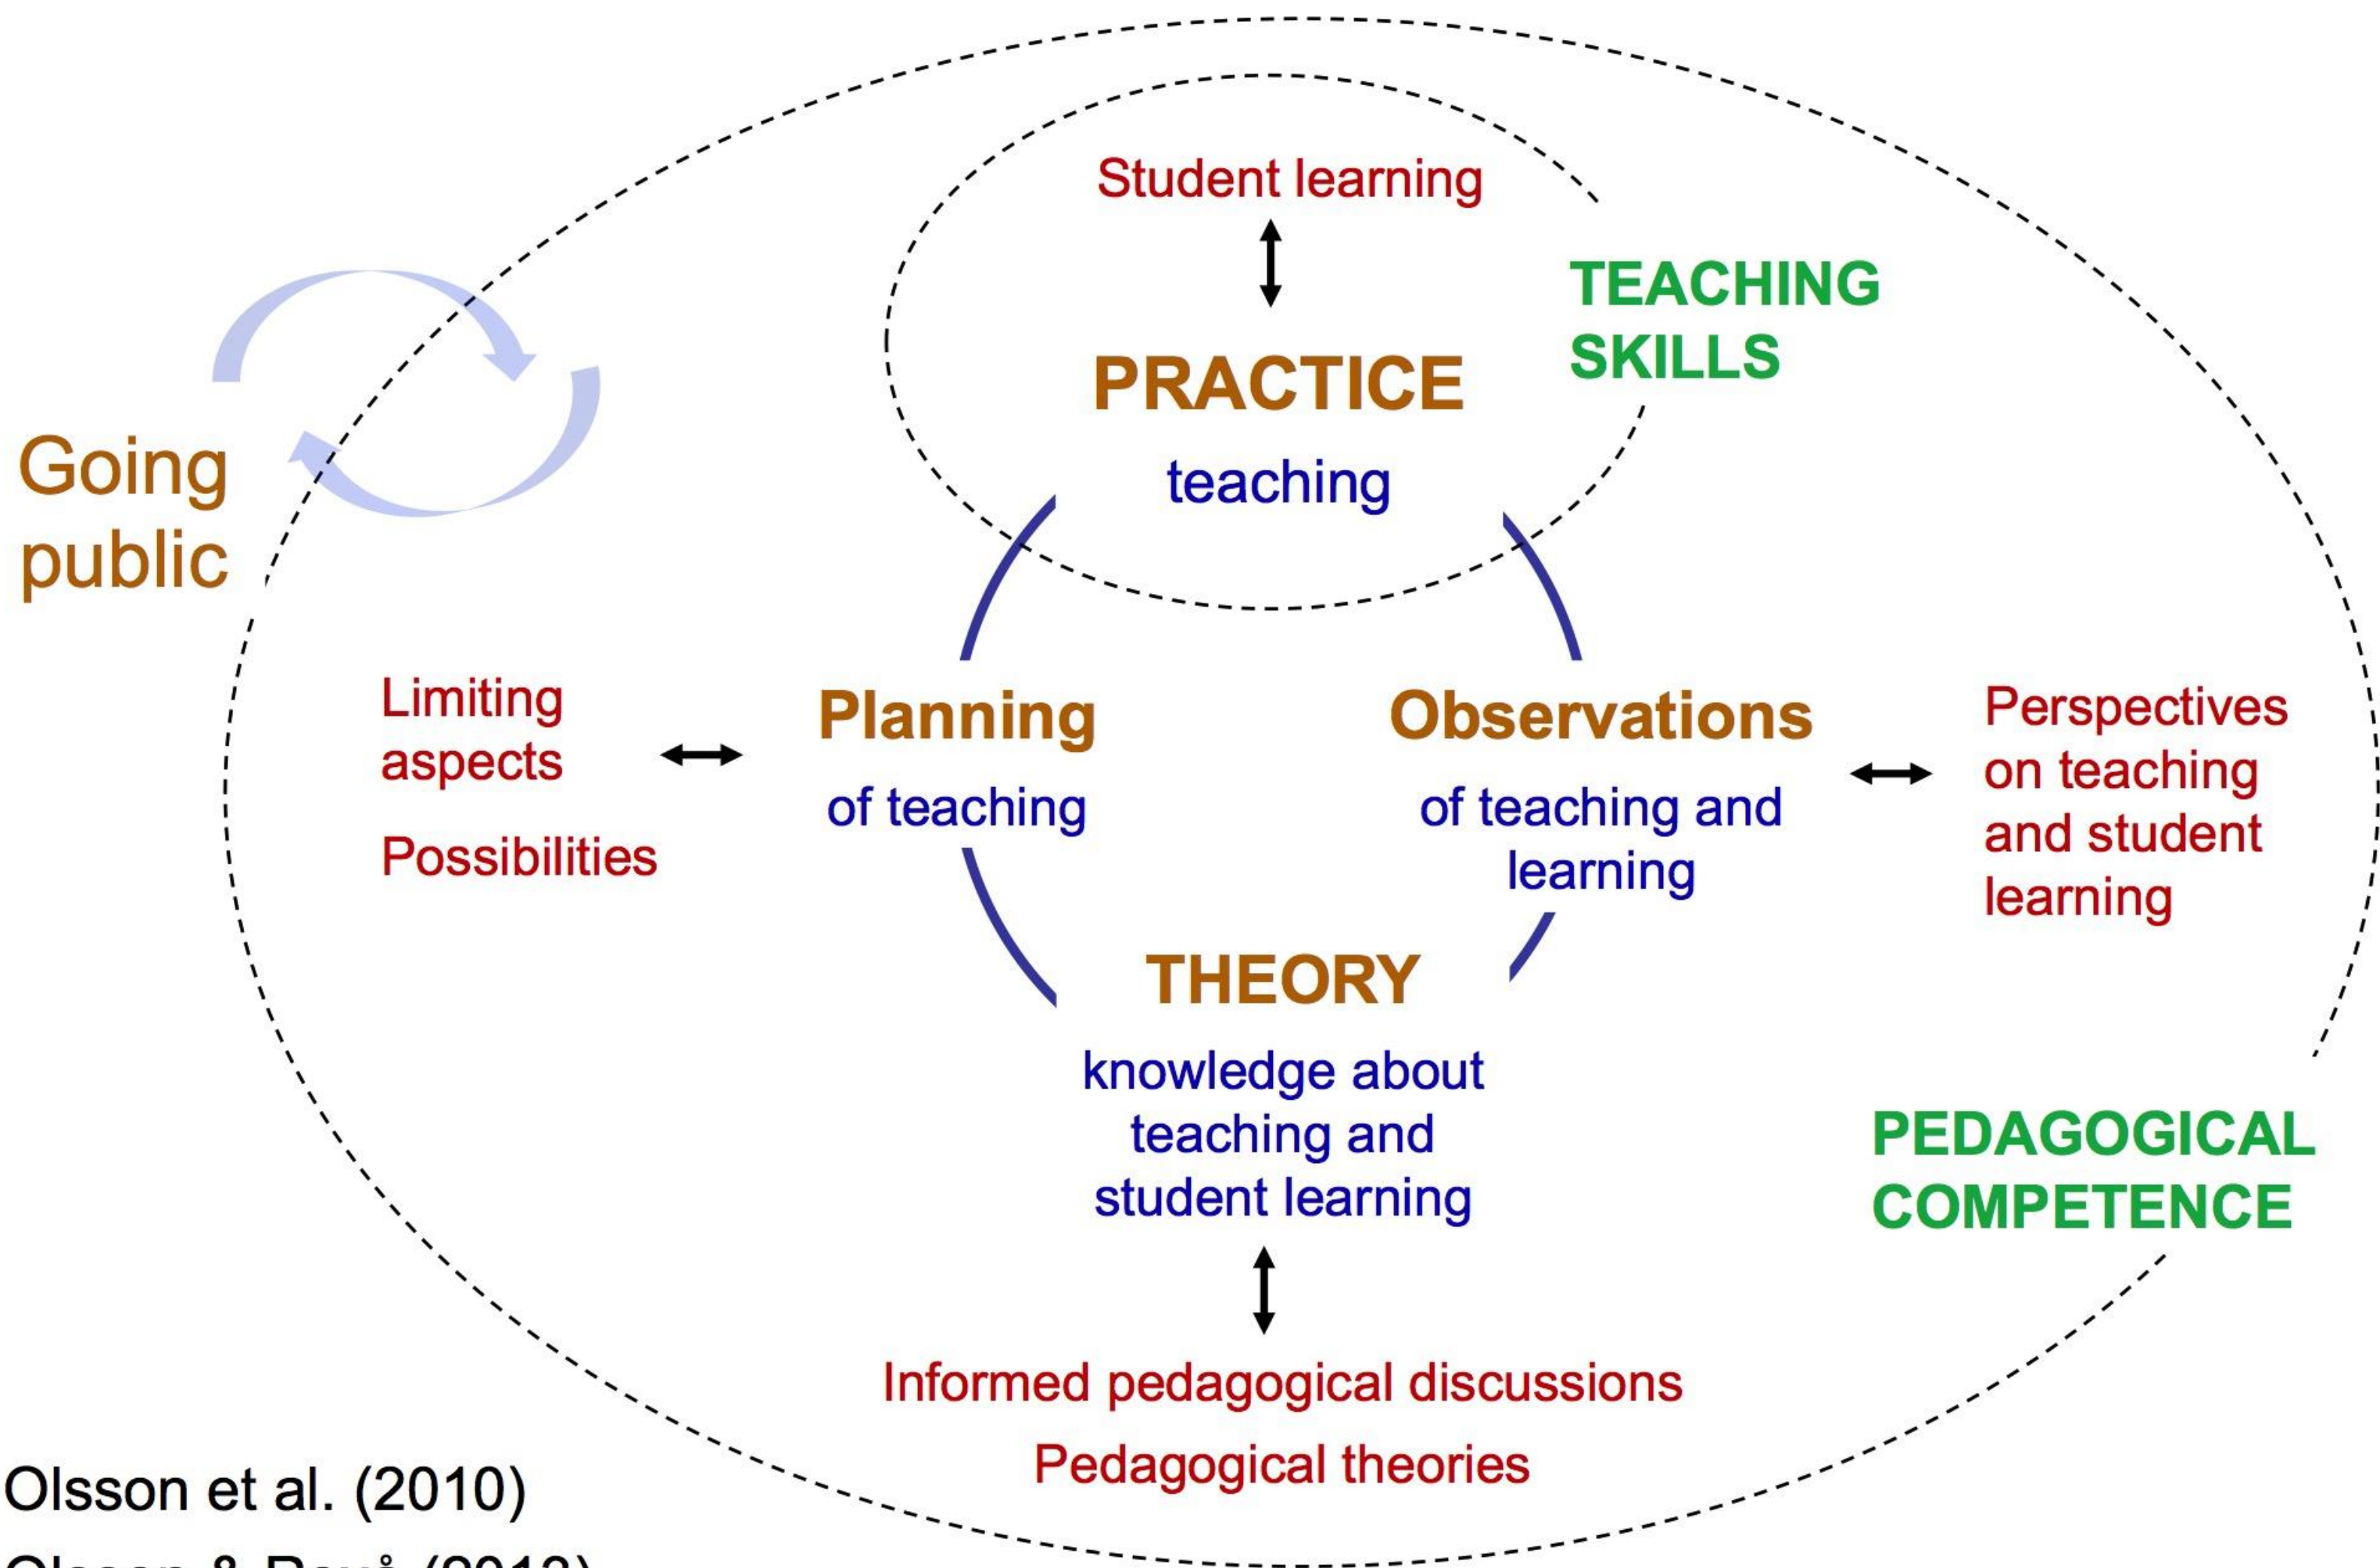 Student learning
TEACHING
SKILLS
PRACTICE
teaching
Going
public
Limiting
aspects
Possibilities
Planning
of teaching
Observations
of teaching and
learning
Perspectives
on teaching
and student
learning
THEORY
knowledge about
teaching and
student learning
PEDAGOGICAL
COMPETENCE
Informed pedagogical discussions
Pedagogical theories
Olsson et al. (2010)